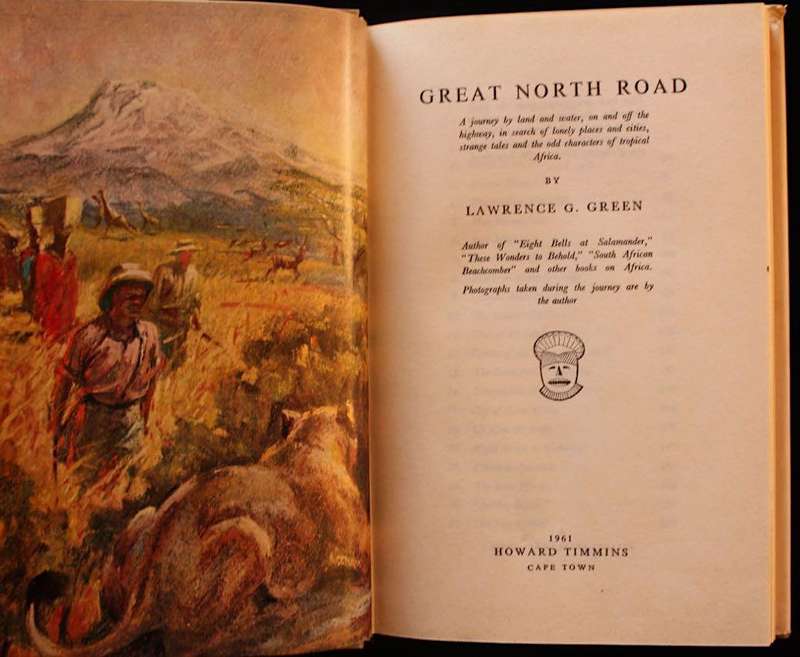 GREAT NORTH ROAD
A journey by land and water, on and off the
highway, in search of lonely places and cities,
strange tales and the odd characters of tropical
Africa.
BY
LAWRENCE G. GREEN
Author of "Eight Bells at Salamander,"
"These Wonders to Behold," "South African
Beachcomber" and other books on Africa.
Photographs taken during the journey are by
the author
1961
HOWARD TIMMINS
CAPE TOWN